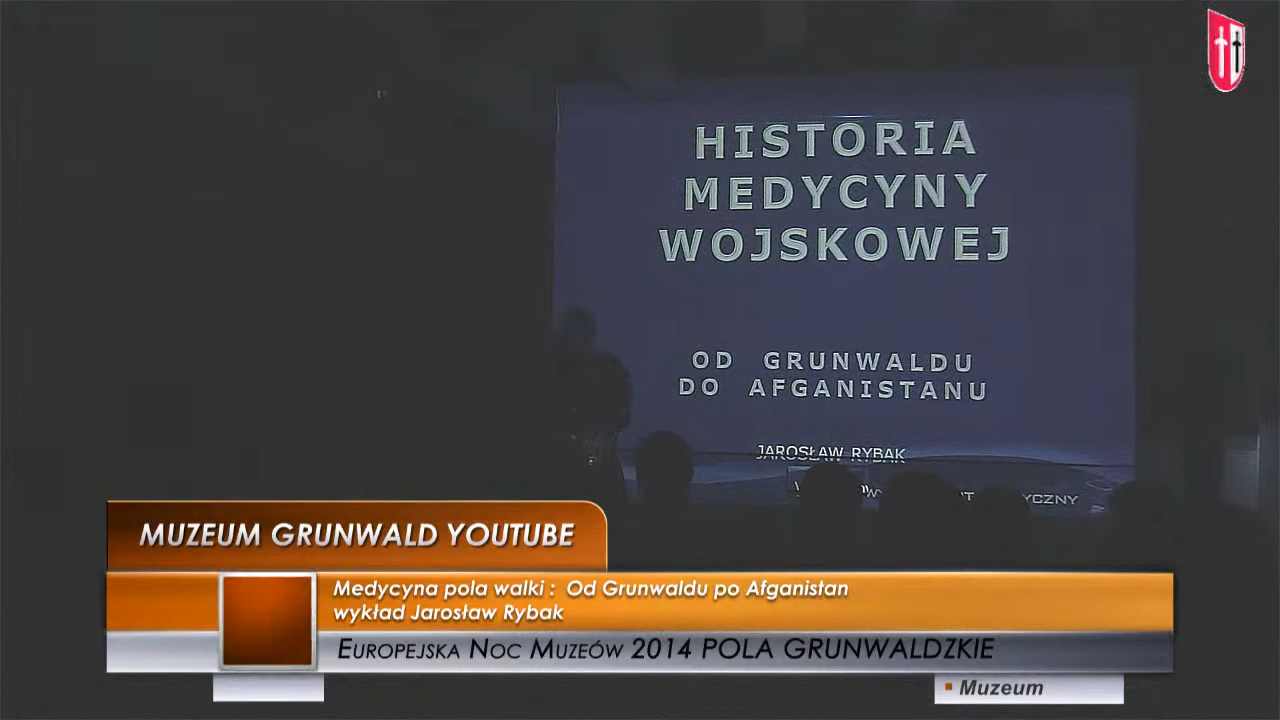 HISTORIA
MEDYCYNY
WOJSKOWEJ
OD GRUNWALDU
DO AFGANISTANU
JAROSŁAW RYBAK
MUZEUM GRUNWALD YOUTUBE
Medycyna pola walki : Od Grunwaldu po Afganistan
wykład Jarosław Rybak
Europejska Noc Muzeów 2014 POLA GRUNWALDZKIE
Muzeum